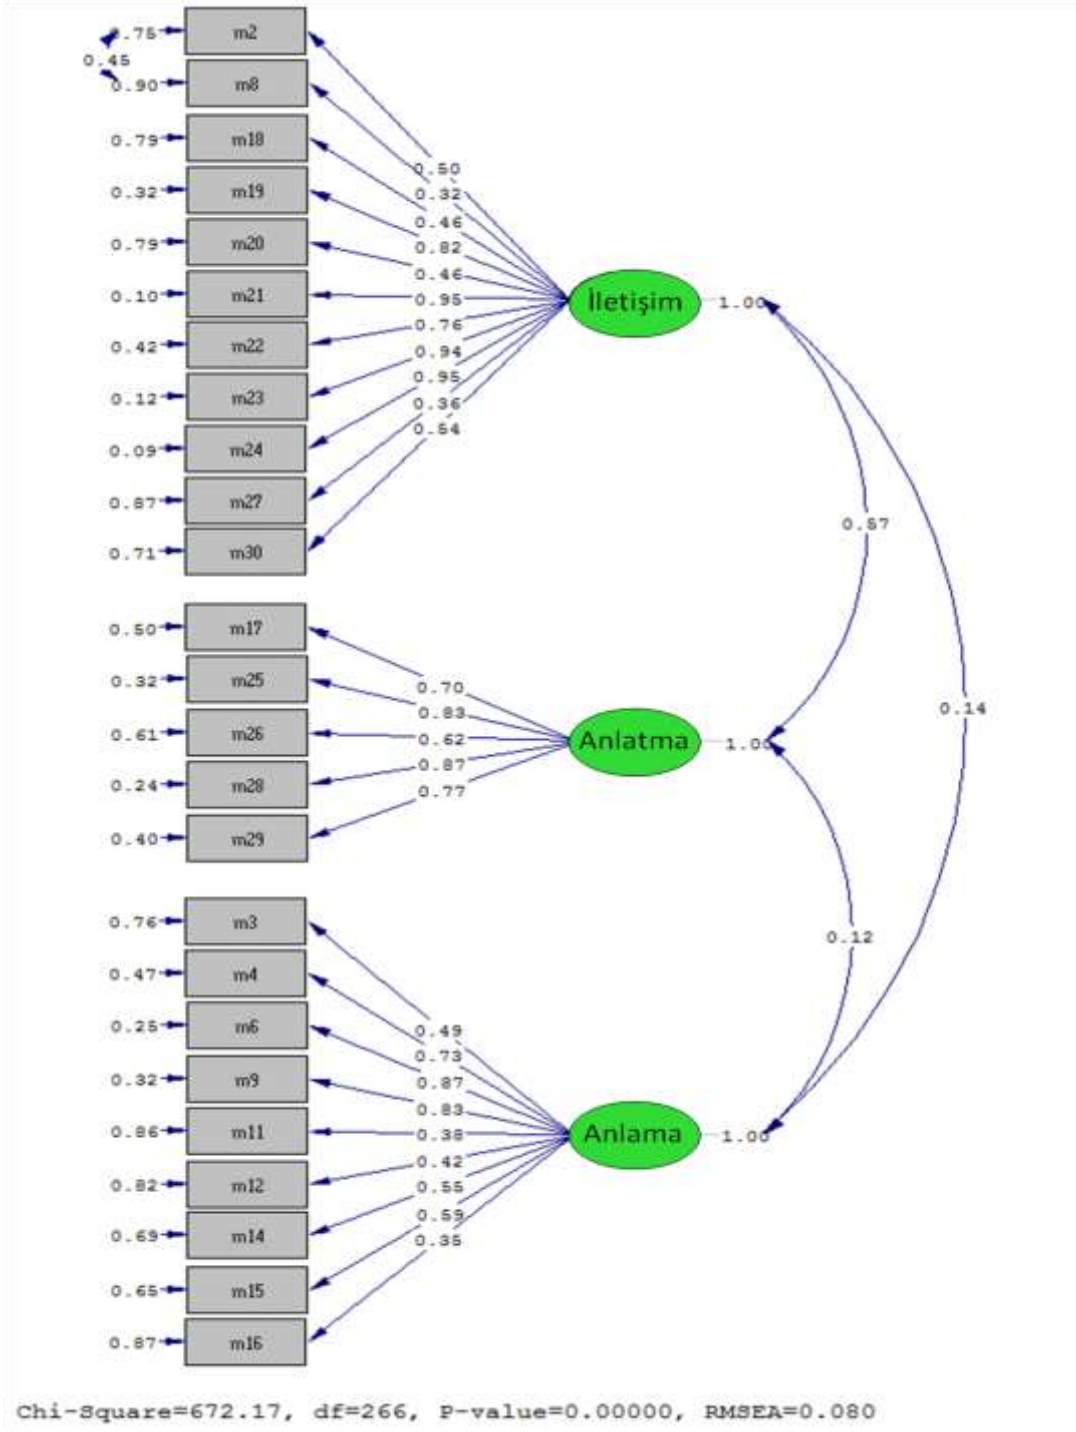 0.75 m2
0.45
0.90 m8
0.79 m18
0.32 m19
0.79 m20
0.10 m21
0.42 m22
0.12 m23
0.09 m24
0.87 m27
0.71 m30
0.50
0.32
0.46
0.82
0.46
0.95
0.76
0.94
0.95
0.36
0.54
İletişim 1.00
0.57
0.14
0.50 m17
0.32 m25
0.61 m26
0.24 m28
0.40 m29
0.70
0.83
0.62
0.87
0.77
Anlatma 1.00
0.12
0.76 m3
0.47 m4
0.25 m6
0.32 m9
0.86 m11
0.82 m12
0.69 m14
0.65 m15
0.87 m16
0.49
0.73
0.87
0.83
0.38
0.42
0.55
0.59
0.35
Anlama 1.00
Chi-Square=672.17, df=266, P-value=0.00000, RMSEA=0.080